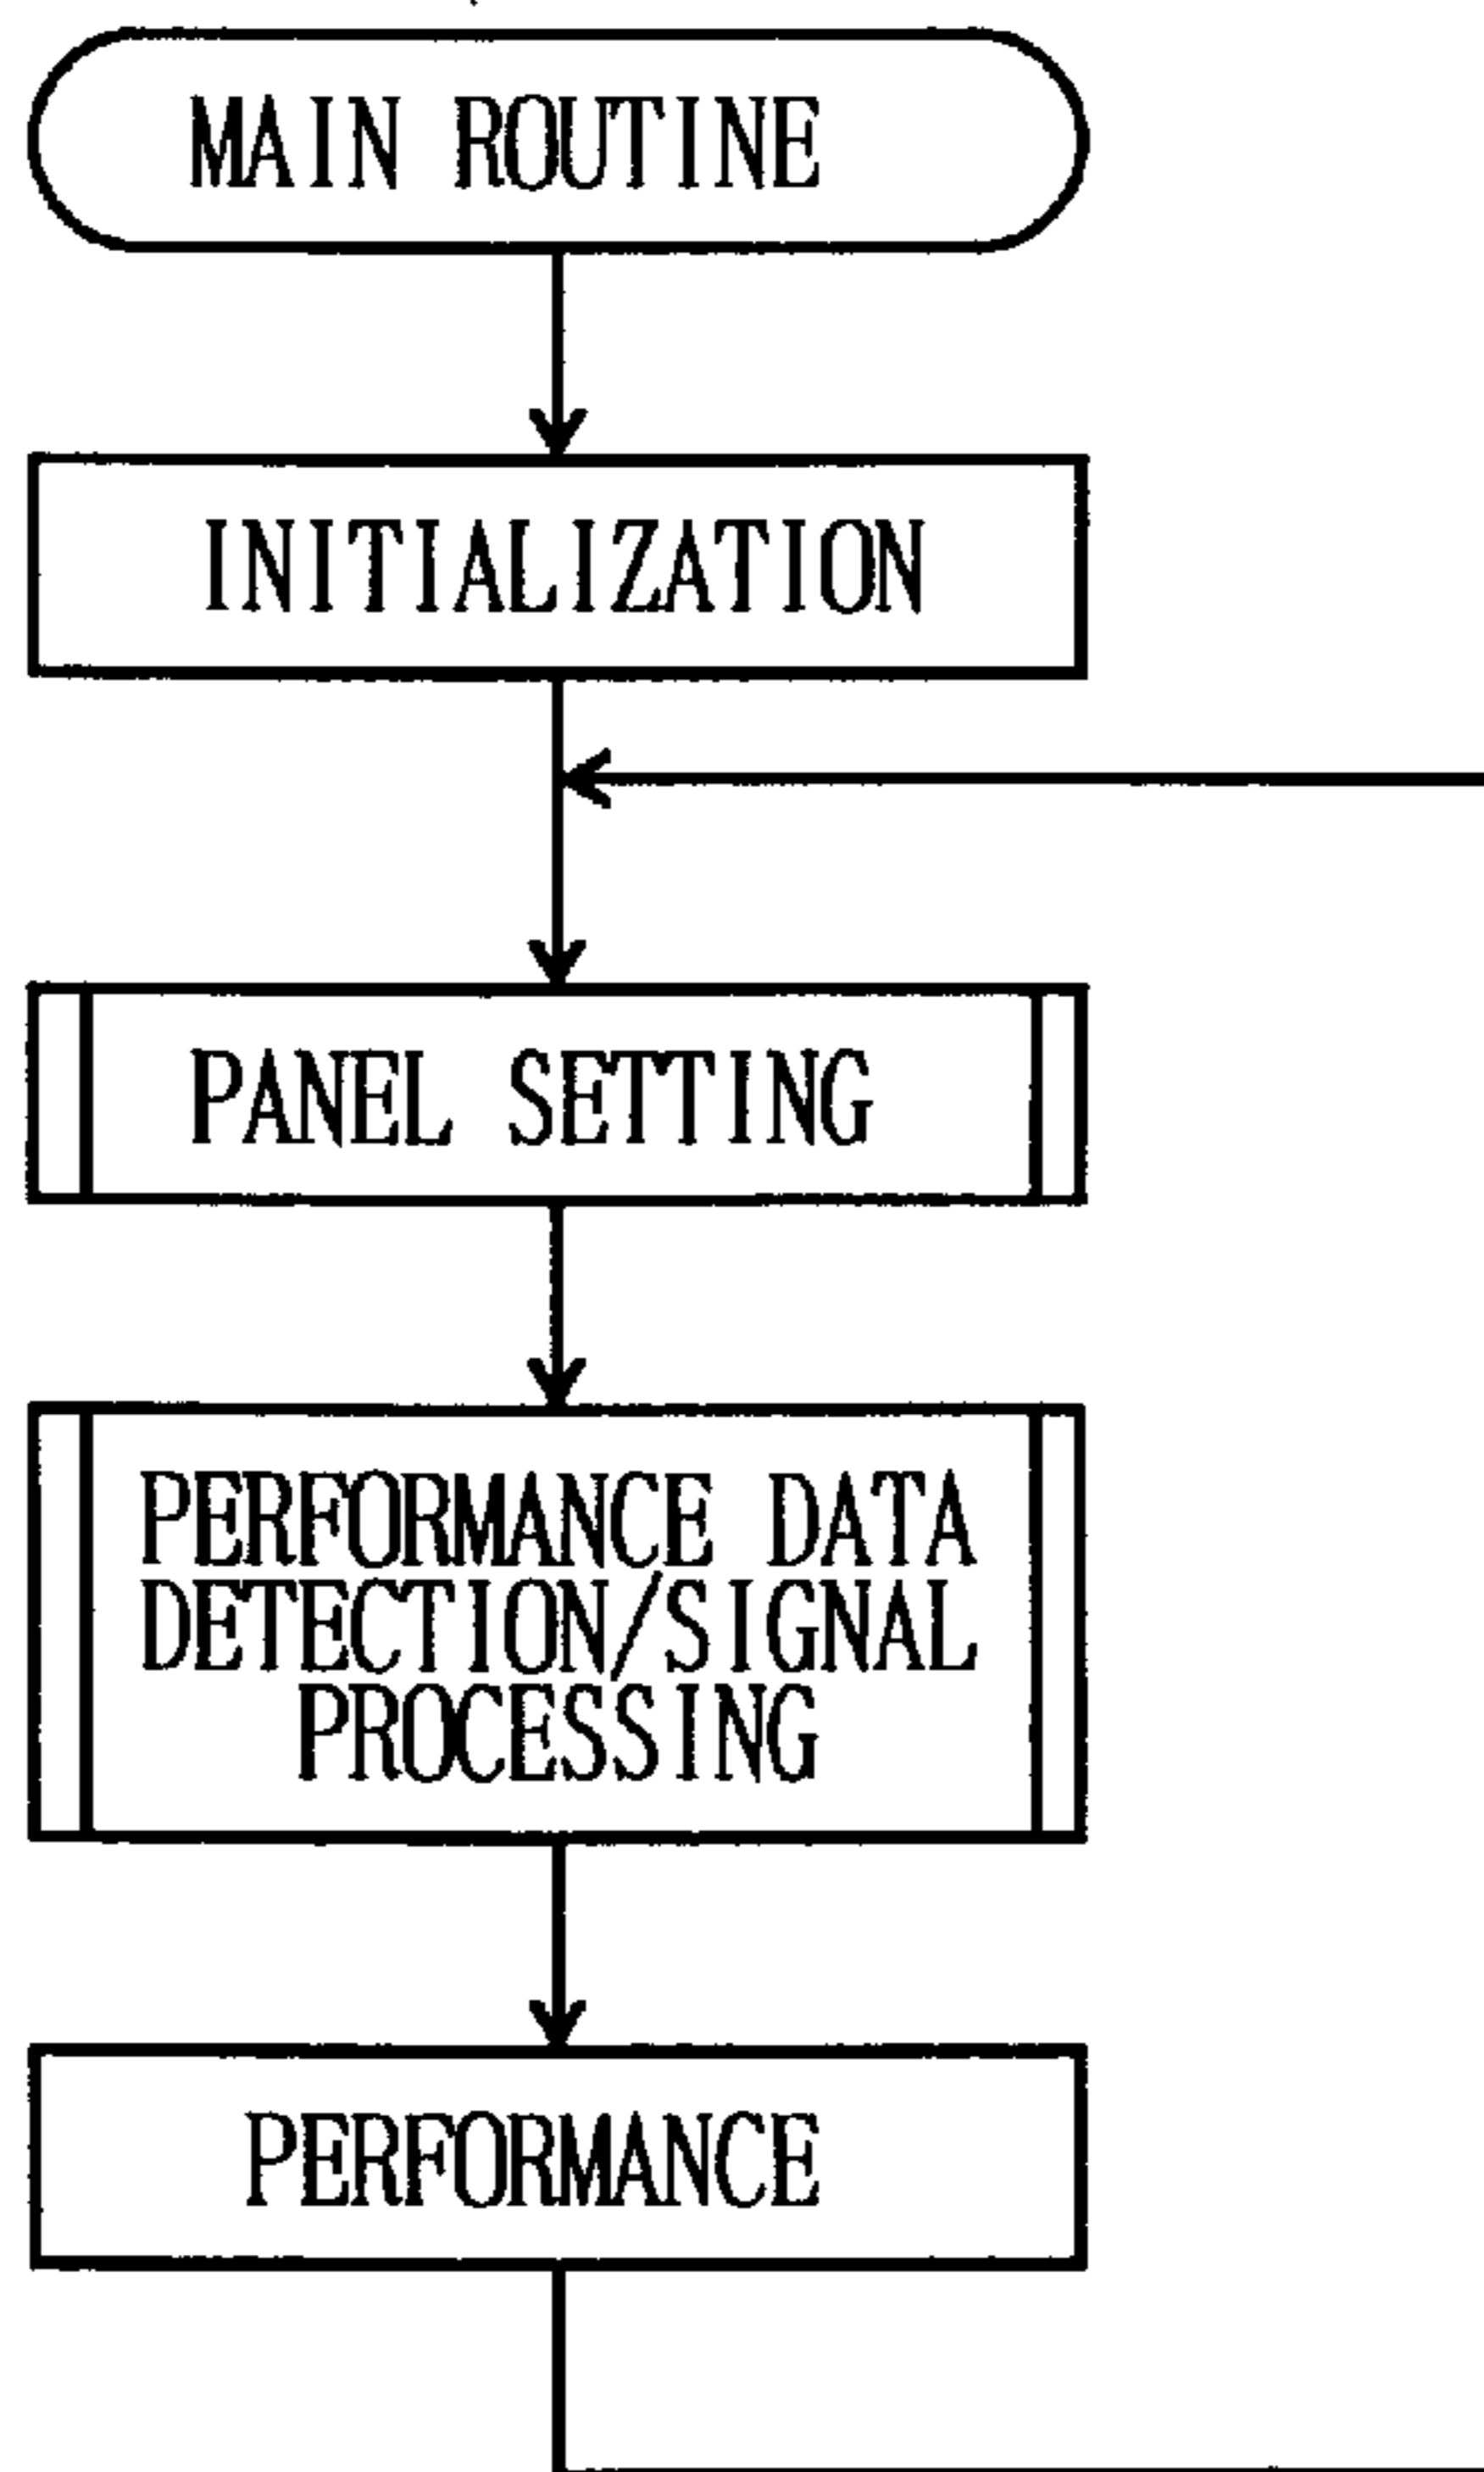 MAIN ROUTINE
INITIALIZATION
PANEL SETTING
PERFORMANCE DATA
DETECTION/SIGNAL
PROCESSING
PERFORMANCE